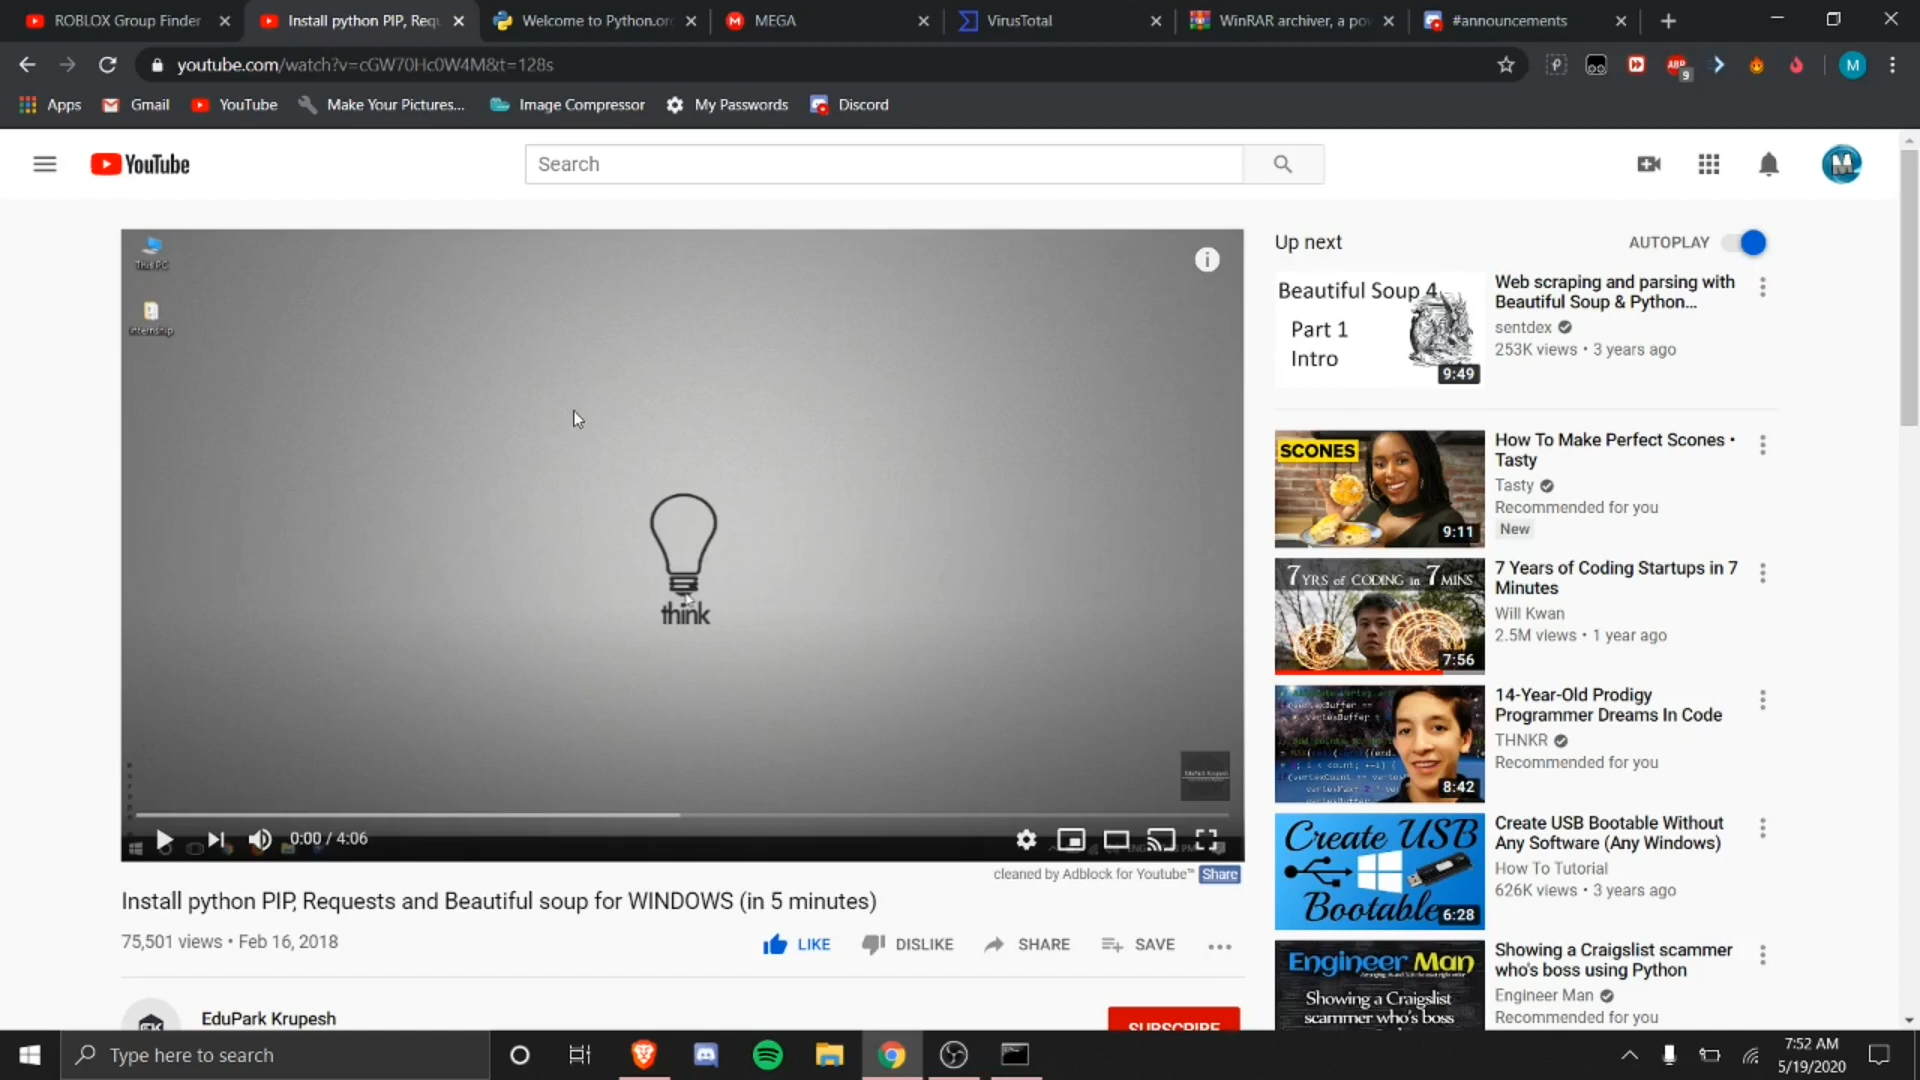 ROBLOX Group Finder
Install python PIP, Requ
Welcome to Python.or
MEGA
VirusTotal
WinRAR archiver, a po
#announcements
youtube.com/watch?v=cGW70Hc0W4M&t=128s
ABP
9
M
Apps
Gmail
YouTube
Make Your Pictures...
Image Compressor
My Passwords
Discord
YouTube
Search
M
This PC
Internship
think
EduPark Krupesh
0:00 / 4:06
cleaned by Adblock for Youtube™ Share
Install python PIP, Requests and Beautiful soup for WINDOWS (in 5 minutes)
75,501 views • Feb 16, 2018
LIKE
DISLIKE
SHARE
SAVE
EduPark Krupesh
SUBSCRIBE
Up next
AUTOPLAY
Beautiful Soup 4
Part 1
Intro
9:49
Web scraping and parsing with
Beautiful Soup & Python...
sentdex
253K views • 3 years ago
SCONES
9:11
How To Make Perfect Scones •
Tasty
Tasty
Recommended for you
New
7 YRS of CODING in 7 MINS
7:56
7 Years of Coding Startups in 7
Minutes
Will Kwan
2.5M views • 1 year ago
8:42
14-Year-Old Prodigy
Programmer Dreams In Code
THNKR
Recommended for you
Create USB
Bootable
6:28
Create USB Bootable Without
Any Software (Any Windows)
How To Tutorial
626K views • 3 years ago
Engineer Man
Showing a Craigslist
scammer who's boss
Showing a Craigslist scammer
who's boss using Python
Engineer Man
Recommended for you
Type here to search
7:52 AM
5/19/2020